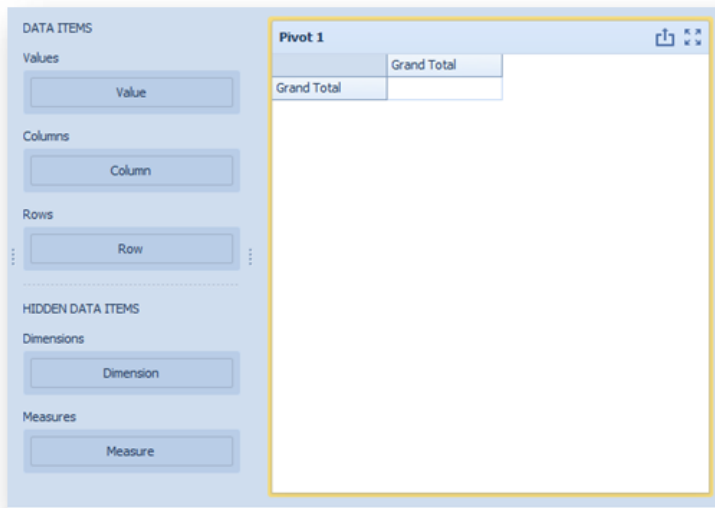 DATA ITEMS
Values
Value
Columns
Column
Rows
Row
HIDDEN DATA ITEMS
Dimensions
Dimension
Measures
Measure
Pivot 1
Grand Total
Grand Total